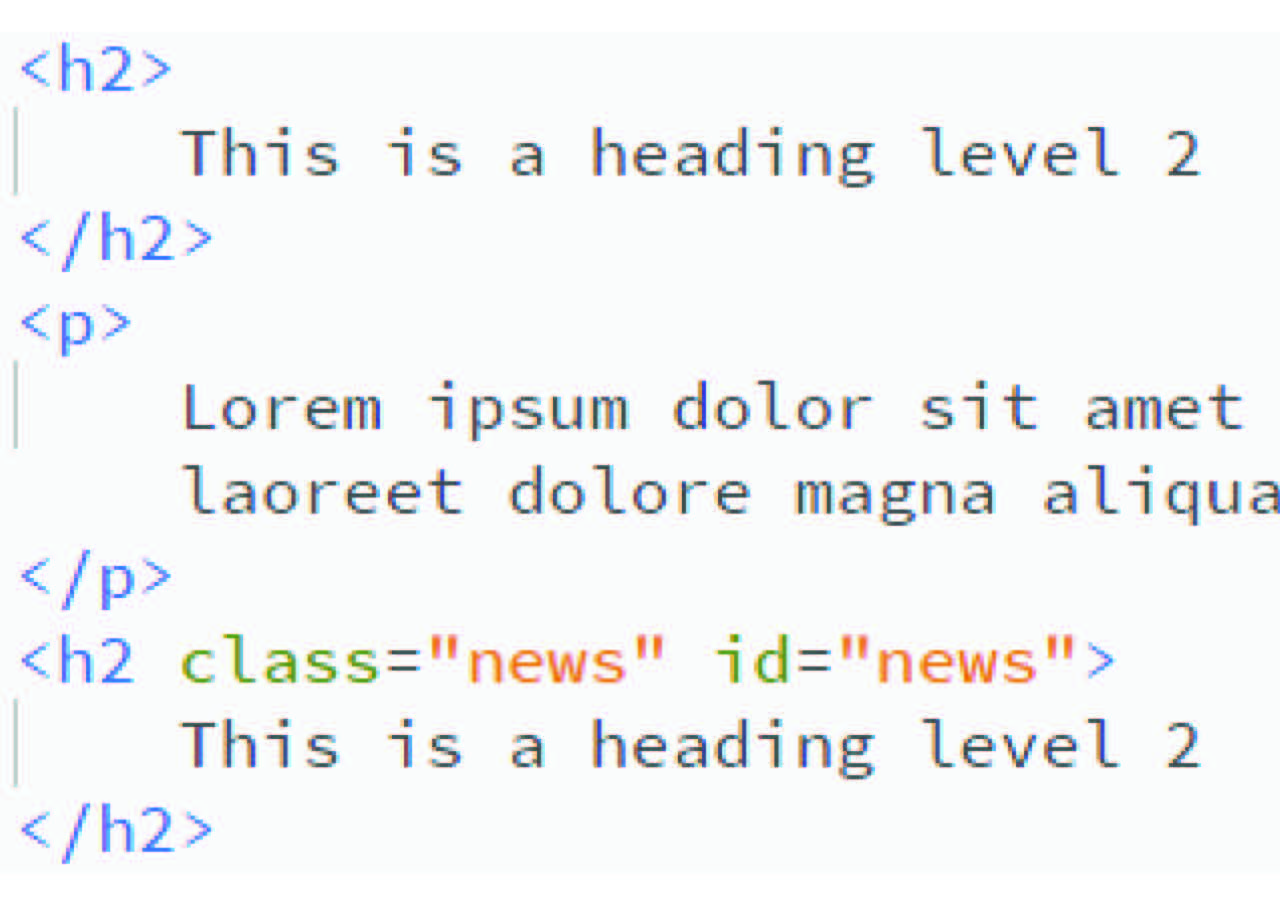 <h2>
This is a heading level 2
</h2>
<p>
Lorem ipsum dolor sit amet
laoreet dolore magna aliqua
</p>
<h2 class="news" id="news">
This is a heading level 2
</h2>